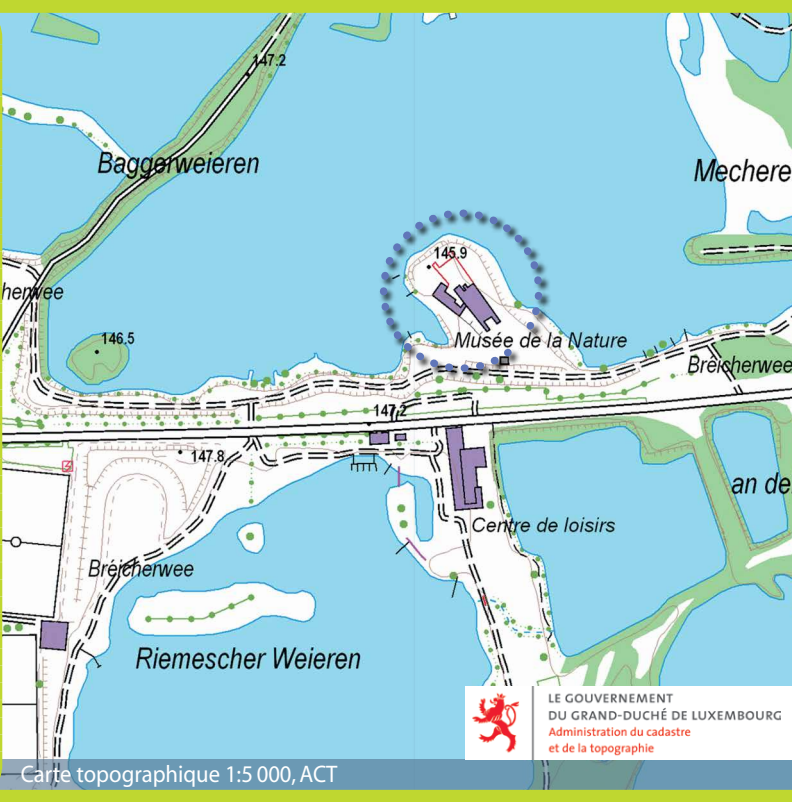 147.2
Baggerweieren
Mechere
145.9
herwee
146.5
Musée de la Nature
Brëicherwee
147.2
147.8
an de
Centre de loisirs
Brëicherwee
Riemescher Weieren
LE GOUVERNEMENT
DU GRAND-DUCHÉ DE LUXEMBOURG
Administration du cadastre
et de la topographie
Carte topographique 1:5 000, ACT